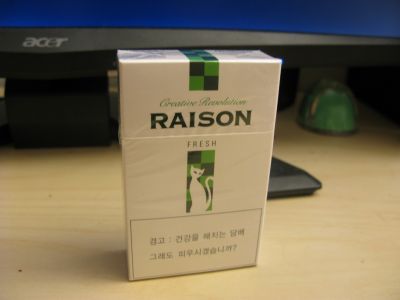 acer
Creative Revolution
RAISON
FRESH
경고 : 건강을 해치는 담배
그래도 피우시겠습니까?